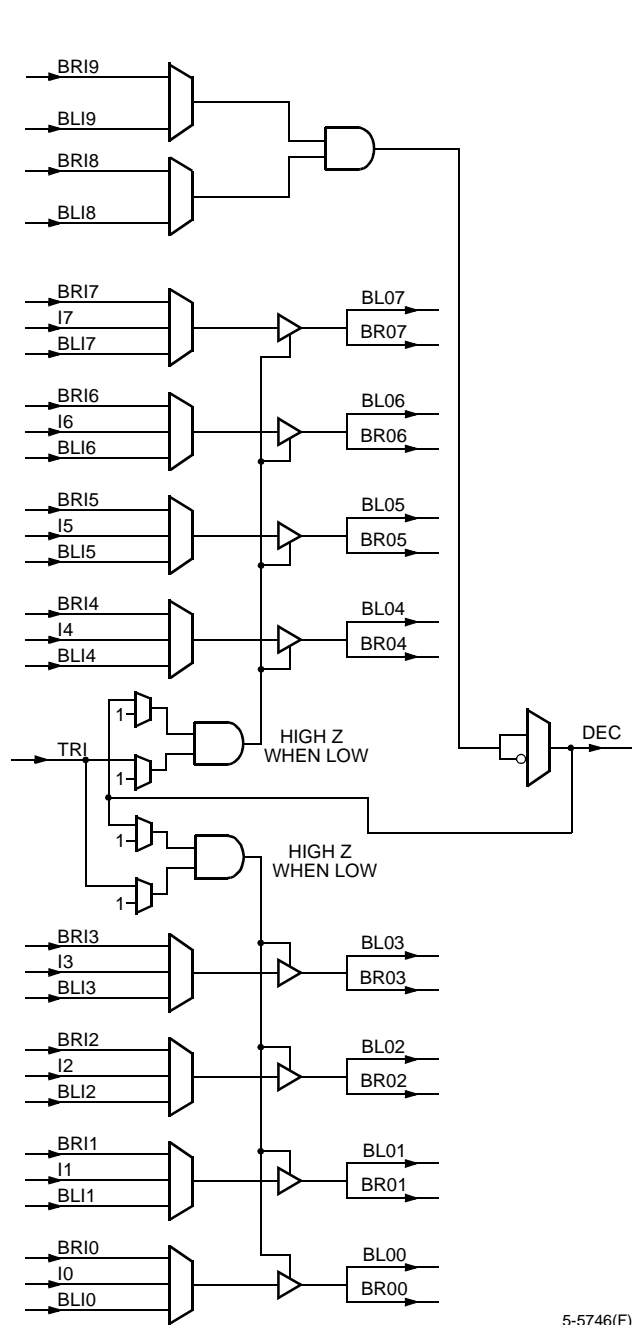 BRI9
BLI9
BRI8
BLI8
BRI7
I7
BLI7
BL07
BR07
BRI6
I6
BLI6
BL06
BR06
BRI5
I5
BLI5
BL05
BR05
BRI4
I4
BLI4
BL04
BR04
1
HIGH Z
WHEN LOW
TRI
1
DEC
1
HIGH Z
WHEN LOW
1
BRI3
I3
BLI3
BL03
BR03
BRI2
I2
BLI2
BL02
BR02
BRI1
I1
BLI1
BL01
BR01
BRI0
I0
BLI0
BL00
BR00
5-5746(F)